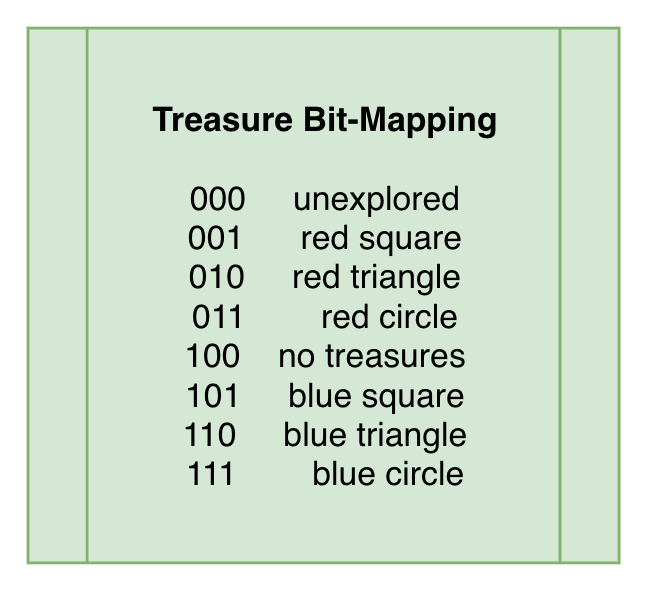 Treasure Bit-Mapping
000 unexplored
001 red square
010 red triangle
011 red circle
100 no treasures
101 blue square
110 blue triangle
111 blue circle